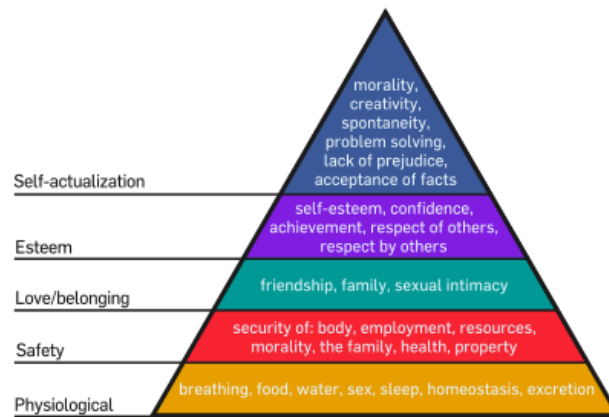 morality,
creativity,
spontaneity,
problem solving,
lack of prejudice,
acceptance of facts
Self-actualization
self-esteem, confidence,
achievement, respect of others,
respect by others
Esteem
friendship, family, sexual intimacy
Love/belonging
security of: body, employment, resources,
morality, the family, health, property
Safety
breathing, food, water, sex, sleep, homeostasis, excretion
Physiological